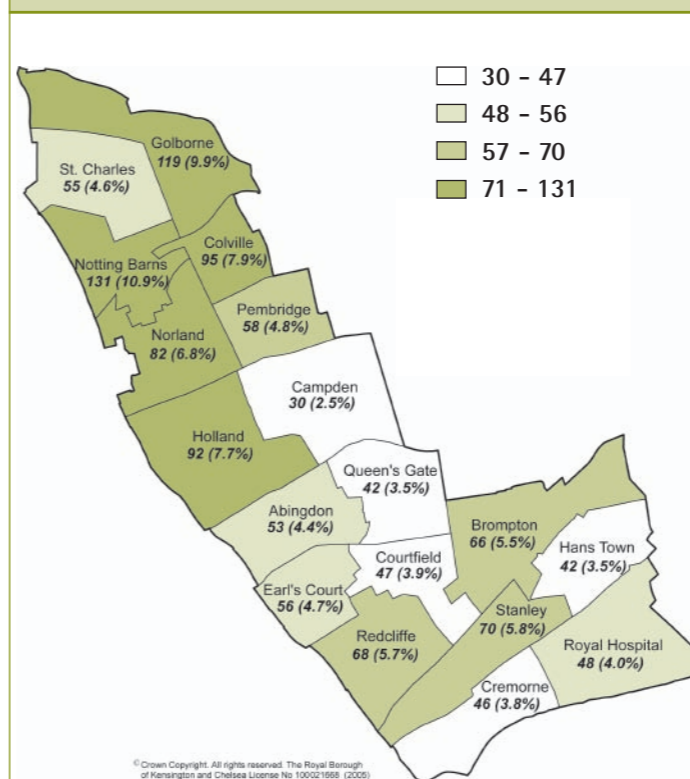 30 - 47
48 - 56
57 - 70
71 - 131
Golborne
119 (9.9%)
St. Charles
55 (4.6%)
Colville
95 (7.9%)
Notting Barns
131 (10.9%)
Pembridge
58 (4.8%)
Norland
82 (6.8%)
Campden
30 (2.5%)
Holland
92 (7.7%)
Queen's Gate
42 (3.5%)
Abingdon
53 (4.4%)
Brompton
66 (5.5%)
Hans Town
42 (3.5%)
Courtfield
47 (3.9%)
Earl's Court
56 (4.7%)
Stanley
70 (5.8%)
Redcliffe
68 (5.7%)
Royal Hospital
48 (4.0%)
Cremorne
46 (3.8%)
© Crown Copyright. All rights reserved. The Royal Borough
of Kensington and Chelsea License No 100021668 (2005)